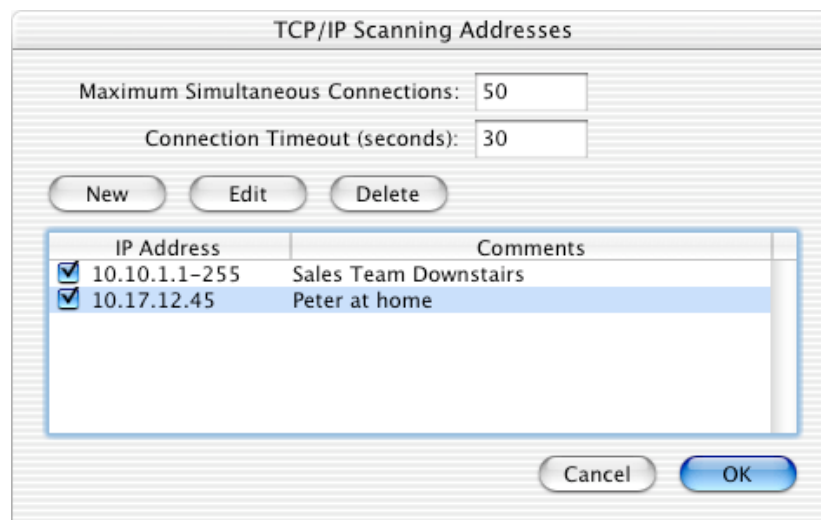 TCP/IP Scanning Addresses
Maximum Simultaneous Connections: 50
Connection Timeout (seconds): 30
New Edit Delete
IP Address Comments
10.10.1.1-255 Sales Team Downstairs
10.17.12.45 Peter at home
Cancel OK